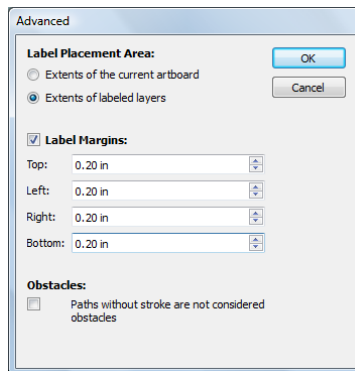 Advanced
Label Placement Area:
OK
Extents of the current artboard
Cancel
Extents of labeled layers
Label Margins:
Top: 0.20 in
Left: 0.20 in
Right: 0.20 in
Bottom: 0.20 in
Obstacles:
Paths without stroke are not considered
obstacles